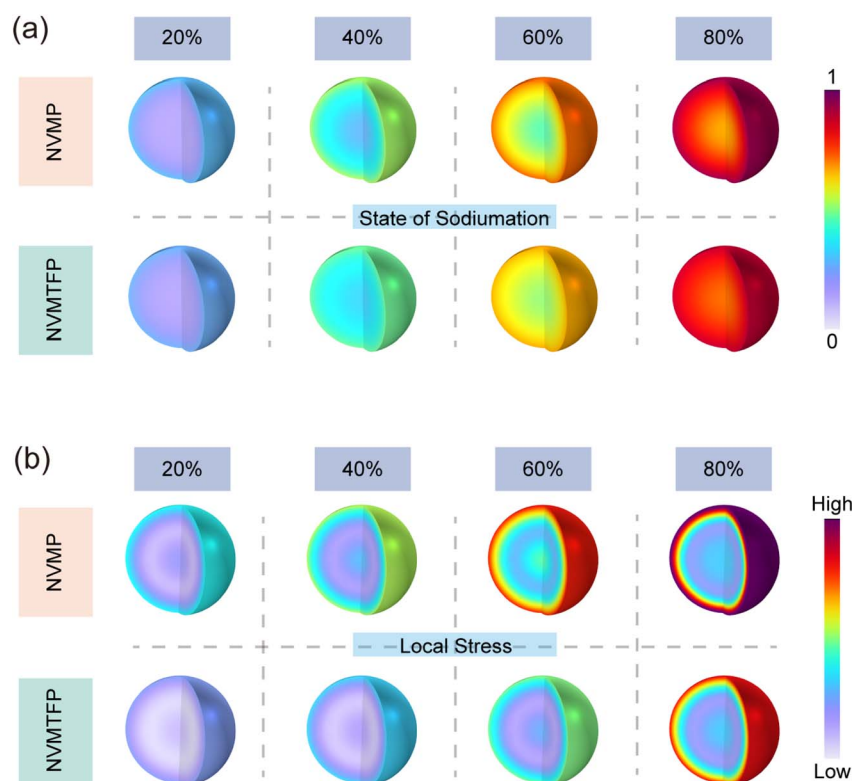 (a)
20% 40% 60% 80%
NVMP
1
State of Sodiumation
NVMTFP
0
(b)
20% 40% 60% 80%
High
NVMP
Local Stress
NVMTFP
Low